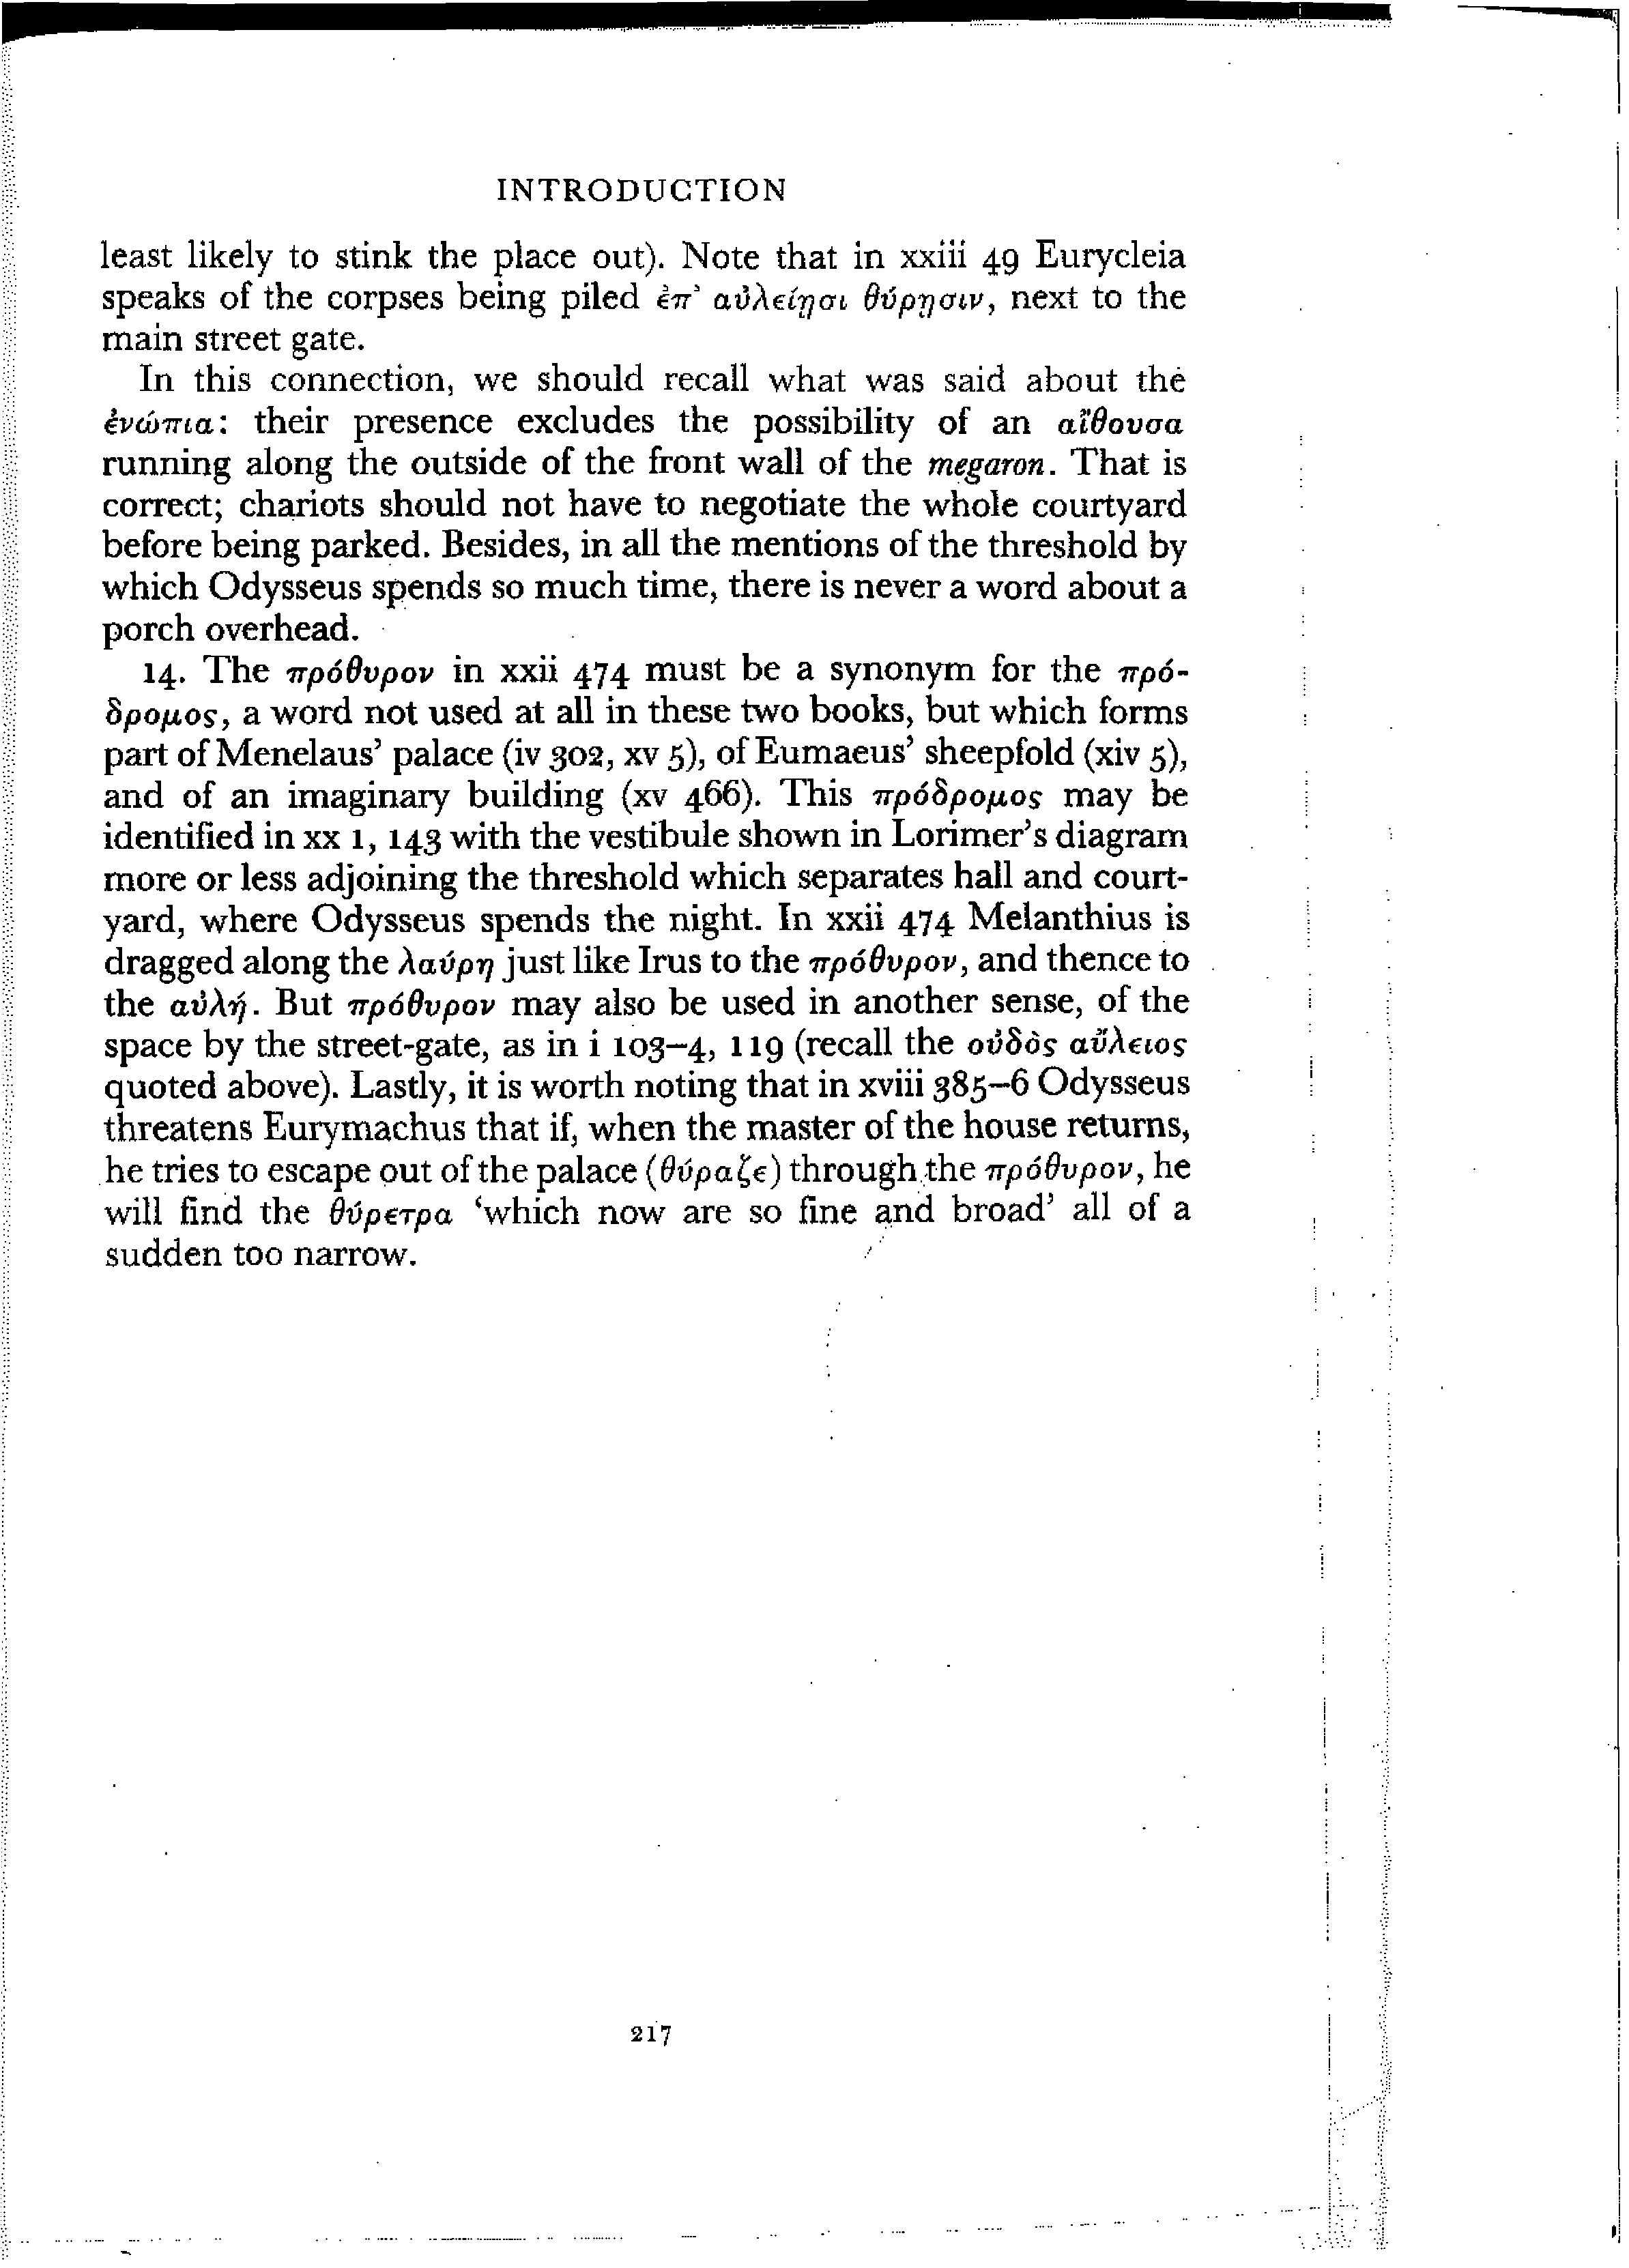 INTRODUCTION
least likely to stink the place out). Note that in xxiii 49 Eurycleia
speaks of the corpses being piled ἐπ’ αὐλείῃσι θύρῃσιν, next to the
main street gate.
In this connection, we should recall what was said about the
ἐνώπια: their presence excludes the possibility of an αἴθουσα
running along the outside of the front wall of the megaron. That is
correct; chariots should not have to negotiate the whole courtyard
before being parked. Besides, in all the mentions of the threshold by
which Odysseus spends so much time, there is never a word about a
porch overhead.
14. The πρόθυρον in xxii 474 must be a synonym for the πρό-
δρομος, a word not used at all in these two books, but which forms
part of Menelaus’ palace (iv 302, xv 5), of Eumaeus’ sheepfold (xiv 5),
and of an imaginary building (xv 466). This πρόδρομος may be
identified in xx 1, 143 with the vestibule shown in Lorimer’s diagram
more or less adjoining the threshold which separates hall and court-
yard, where Odysseus spends the night. In xxii 474 Melanthius is
dragged along the λαύρη just like Irus to the πρόθυρον, and thence to
the αὐλή. But πρόθυρον may also be used in another sense, of the
space by the street-gate, as in i 103–4, 119 (recall the οὐδὸς αὔλειος
quoted above). Lastly, it is worth noting that in xviii 385–6 Odysseus
threatens Eurymachus that if, when the master of the house returns,
he tries to escape out of the palace (θύραζε) through the πρόθυρον, he
will find the θύρετρα ‘which now are so fine and broad’ all of a
sudden too narrow.
217